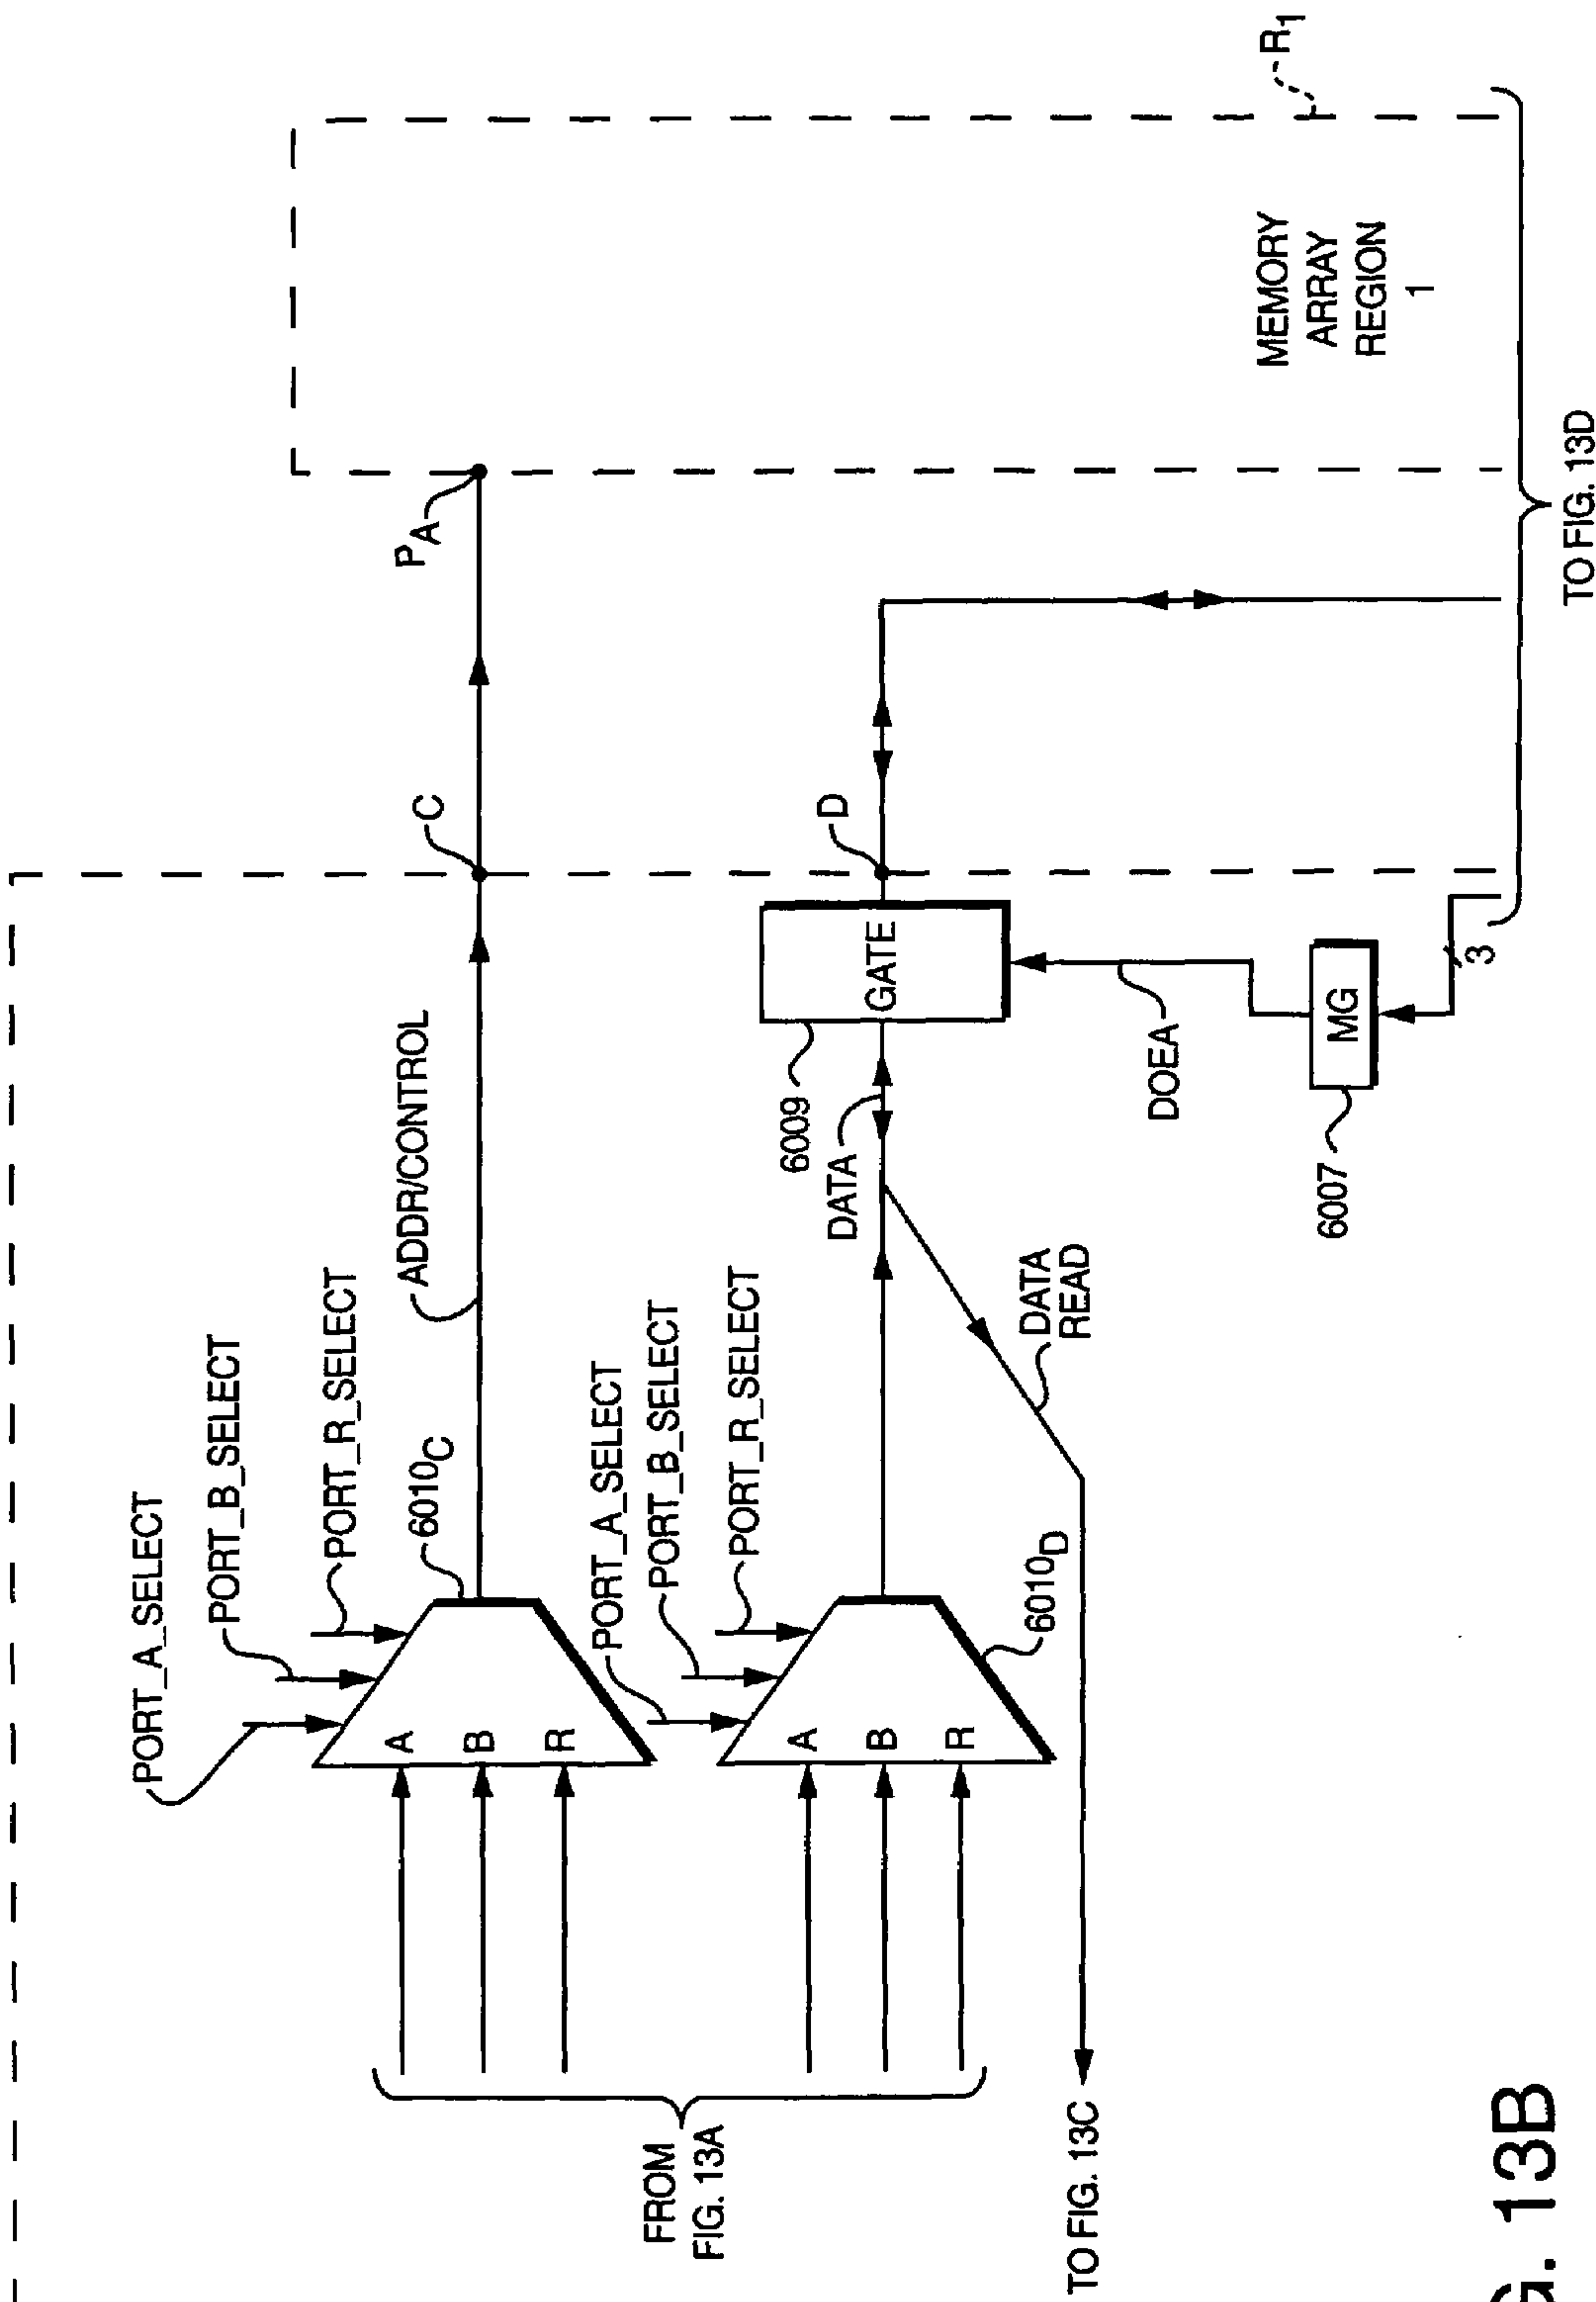 PORT_A_SELECT
PORT_B_SELECT
PORT_R_SELECT
6010C
ADDR/CONTROL
C
PA
A
B
R
PORT_A_SELECT
PORT_B_SELECT
PORT_R_SELECT
6010D
A
B
R
DATA
6009
GATE
D
DATA
READ
DOEA
6007
MG
3
MEMORY
ARRAY
REGION
1
R1
FROM
FIG. 13A
TO FIG. 13C
TO FIG. 13D
G. 13B